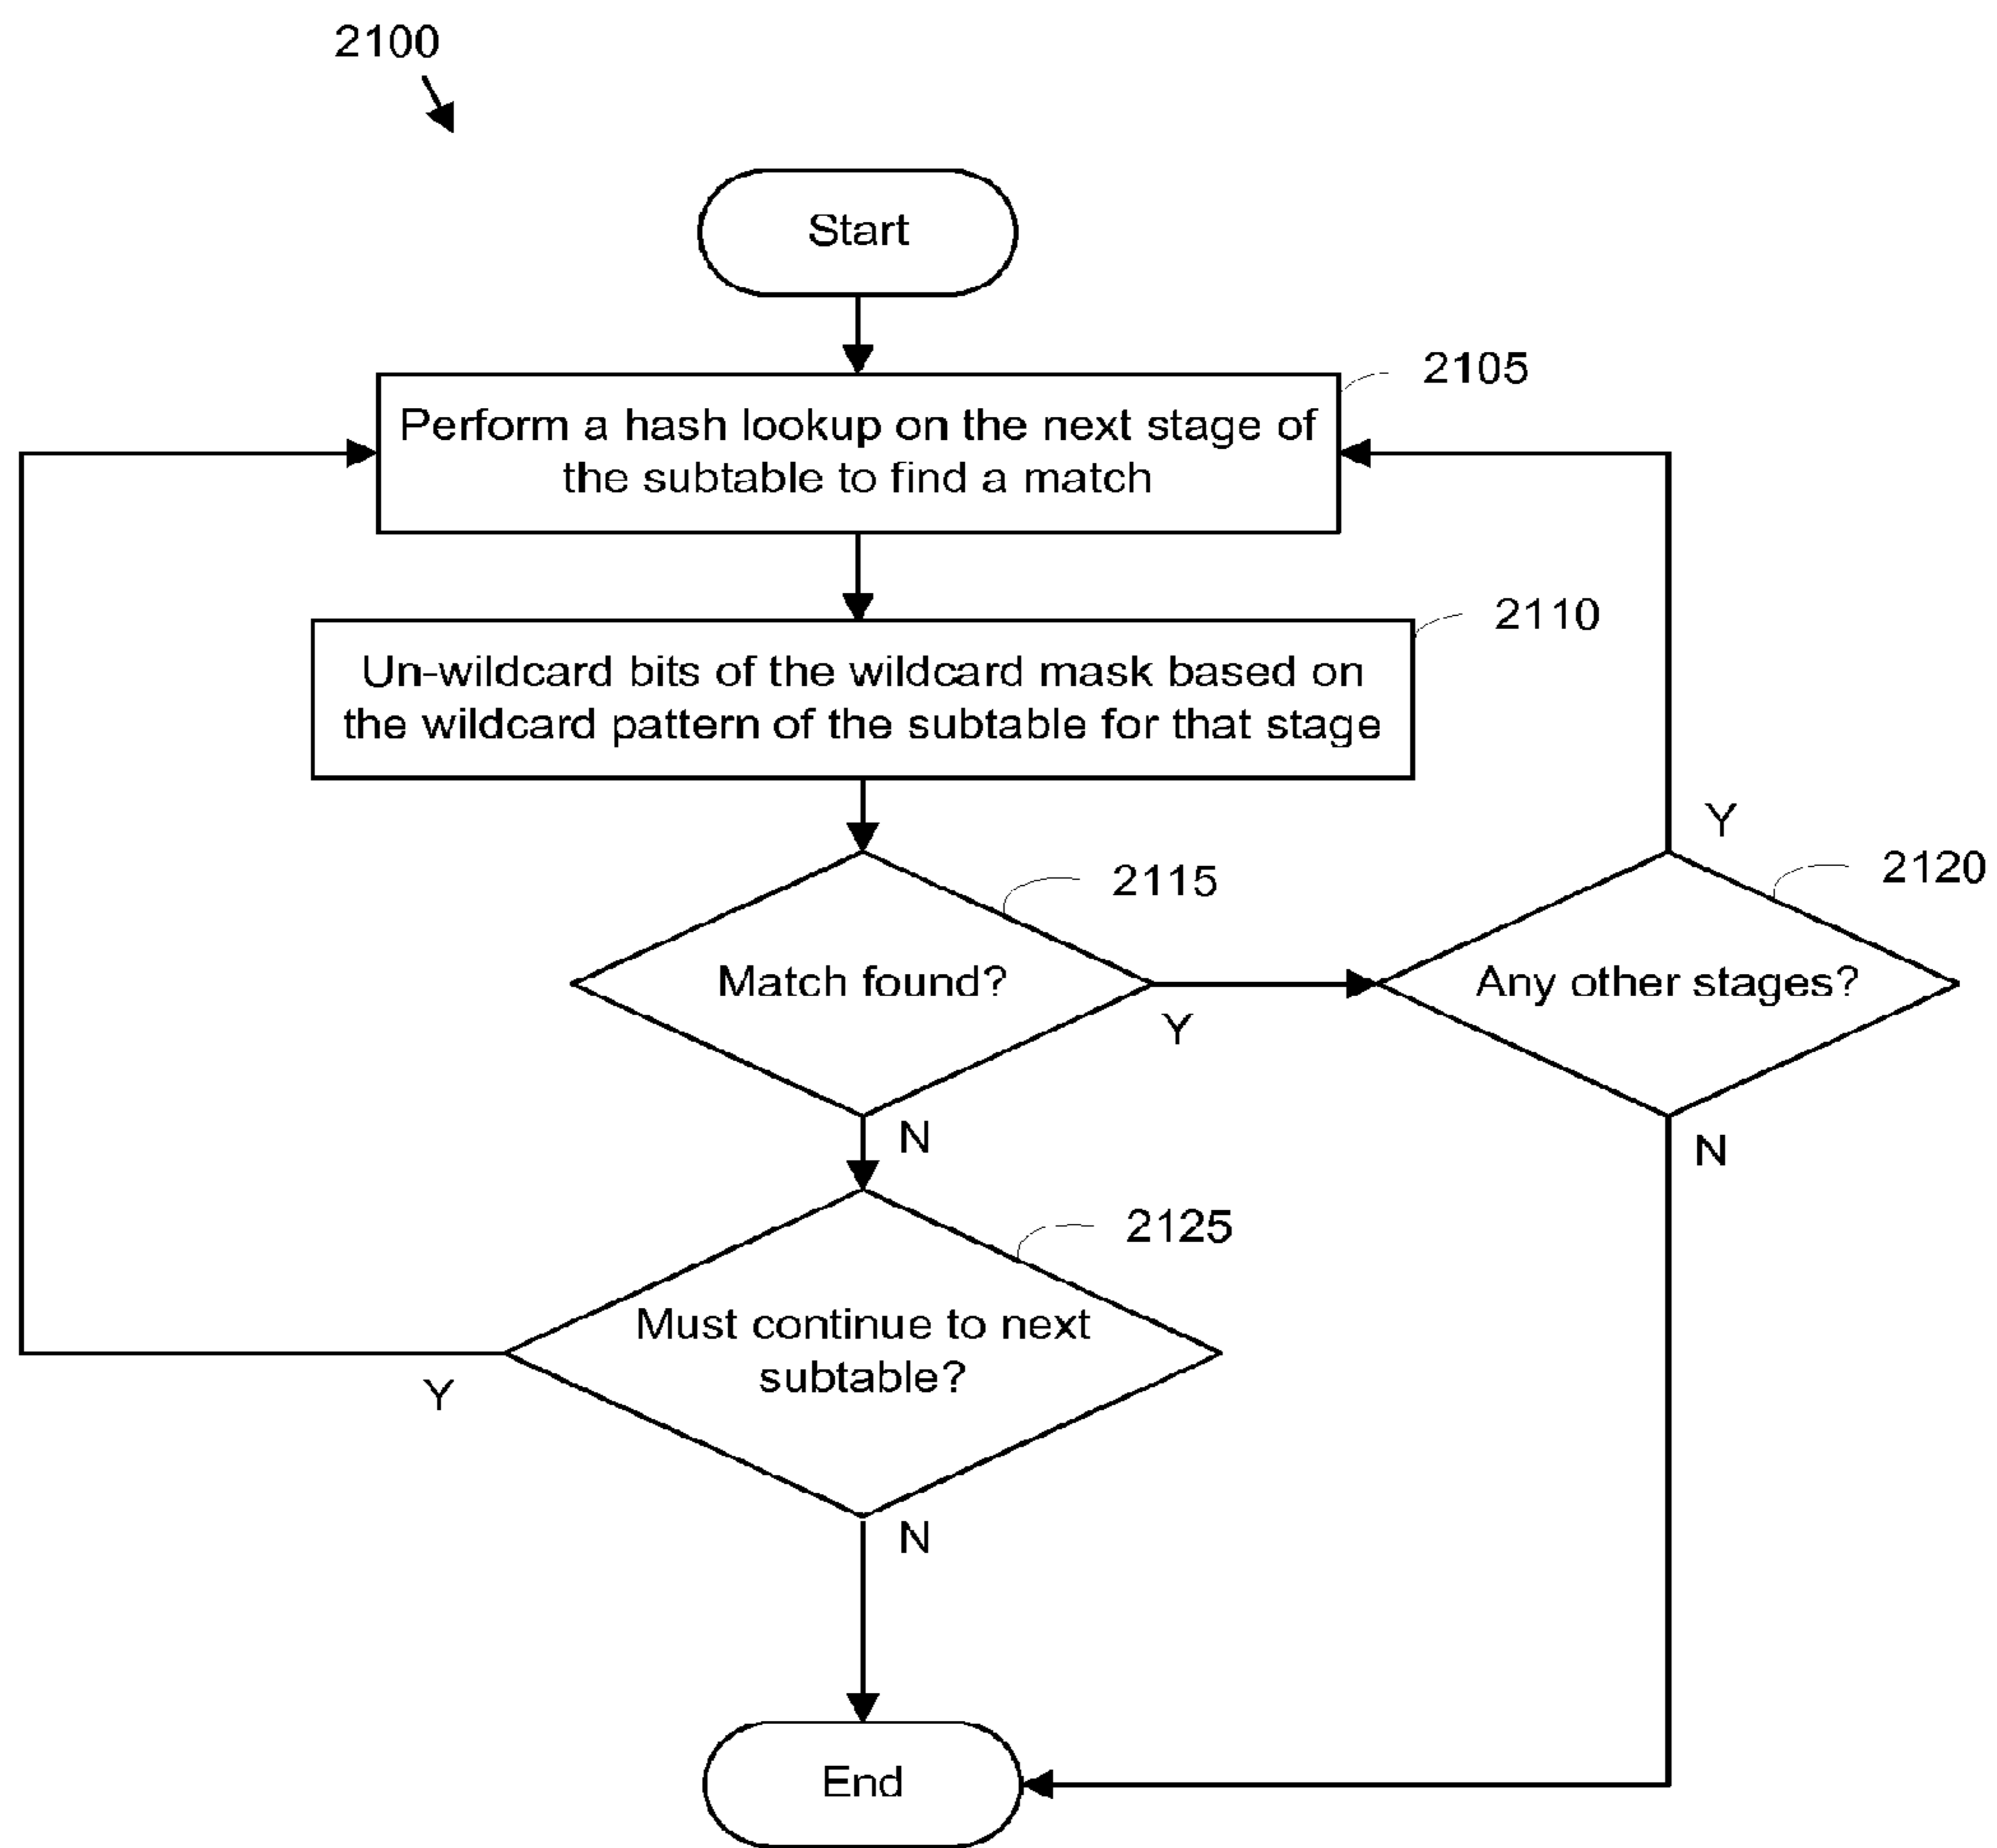 2100
Start
2105
Perform a hash lookup on the next stage of
the subtable to find a match
2110
Un-wildcard bits of the wildcard mask based on
the wildcard pattern of the subtable for that stage
Y
2115
2120
Match found?
Any other stages?
Y
N
N
2125
Must continue to next
subtable?
Y
N
End